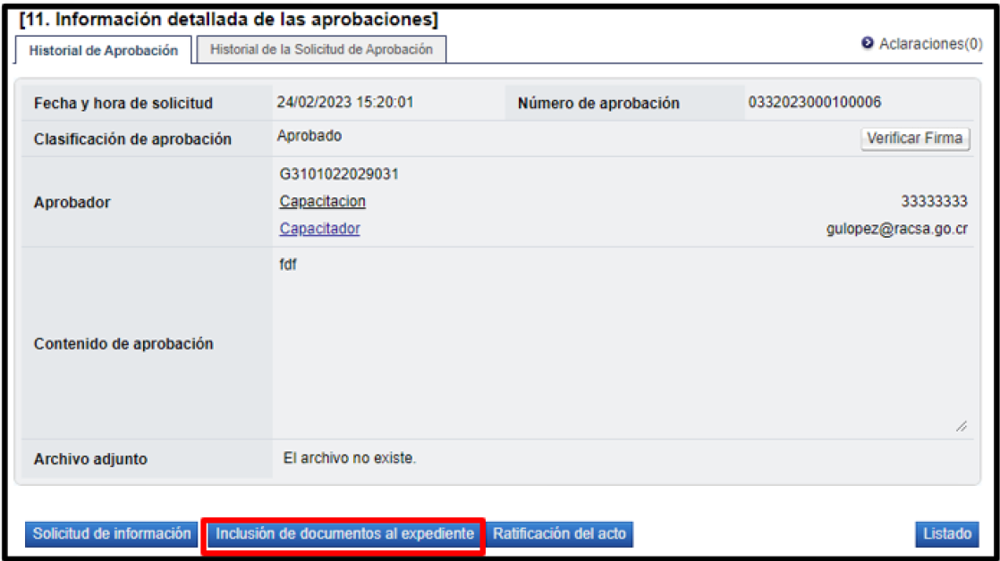 [11. Información detallada de las aprobaciones]
Historial de Aprobación Historial de la Solicitud de Aprobación Aclaraciones(0)
Fecha y hora de solicitud 24/02/2023 15:20:01 Número de aprobación 0332023000100006
Clasificación de aprobación Aprobado Verificar Firma
G3101022029031
Aprobador Capacitacion 33333333
Capacitador gulopez@racsa.go.cr
fdf
Contenido de aprobación
Archivo adjunto El archivo no existe.
Solicitud de información Inclusión de documentos al expediente Ratificación del acto Listado